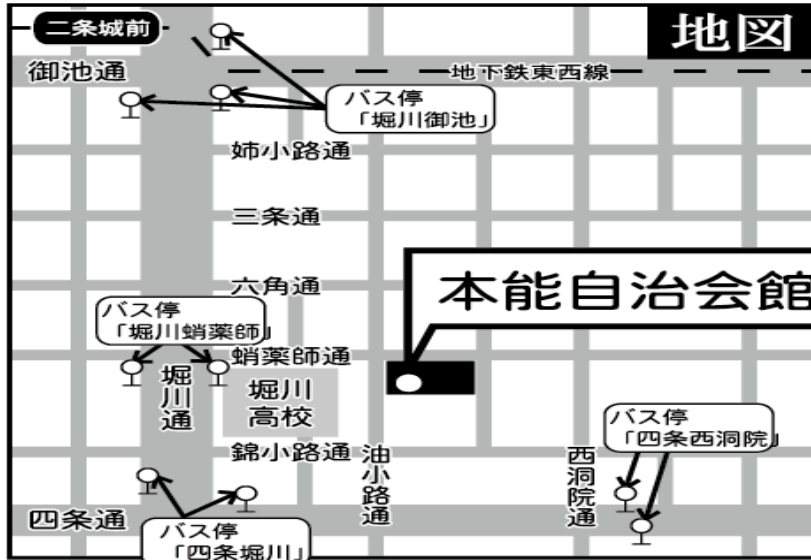 二条城前
地図
御池通
地下鉄東西線
バス停
「堀川御池」
姉小路通
三条通
六角通
本能自治会館
バス停
「堀川蛸薬師」
蛸薬師通
堀川通
堀川
高校
バス停
「四条西洞院」
錦小路通
油小路通
西洞院通
四条通
バス停
「四条堀川」